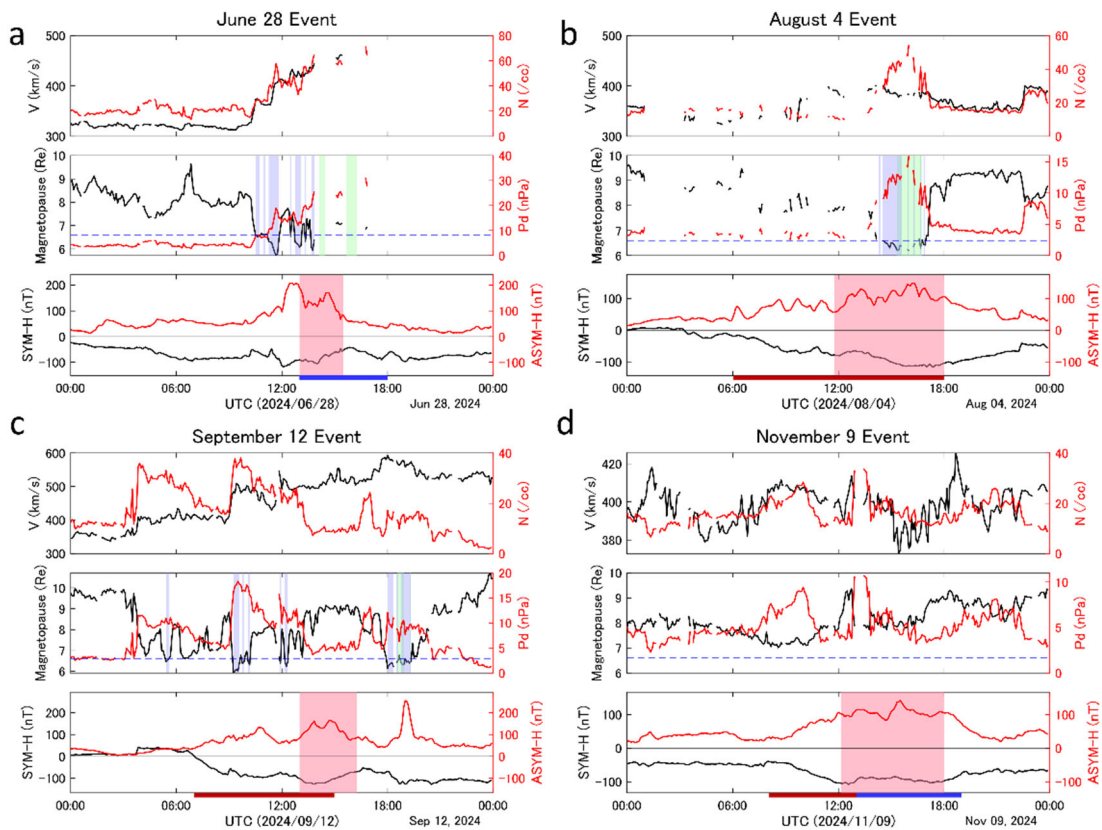 a
June 28 Event
500
400
300
V (km/s)
80
60
40
20
0
N (/cc)
10
9
8
7
6
Magnetopause (Re)
40
30
20
10
0
Pd (nPa)
200
100
0
-100
SYM-H (nT)
200
100
0
-100
ASYM-H (nT)
00:00 06:00 12:00 18:00 00:00
UTC (2024/06/28) Jun 28, 2024
b
August 4 Event
500
400
300
V (km/s)
60
40
20
0
N (/cc)
10
9
8
7
6
Magnetopause (Re)
15
10
5
0
Pd (nPa)
100
0
-100
SYM-H (nT)
100
0
-100
ASYM-H (nT)
00:00 06:00 12:00 18:00 00:00
UTC (2024/08/04) Aug 04, 2024
c
September 12 Event
600
500
400
300
V (km/s)
40
20
0
N (/cc)
10
9
8
7
6
Magnetopause (Re)
20
15
10
5
0
Pd (nPa)
200
100
0
-100
SYM-H (nT)
200
100
0
-100
ASYM-H (nT)
00:00 06:00 12:00 18:00 00:00
UTC (2024/09/12) Sep 12, 2024
d
November 9 Event
420
400
380
V (km/s)
40
20
0
N (/cc)
10
9
8
7
6
Magnetopause (Re)
10
5
0
Pd (nPa)
100
0
-100
SYM-H (nT)
100
0
-100
ASYM-H (nT)
00:00 06:00 12:00 18:00 00:00
UTC (2024/11/09) Nov 09, 2024